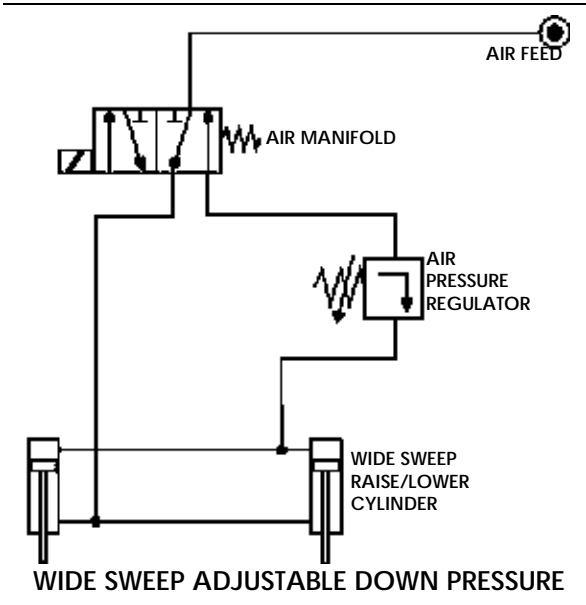 AIR FEED
AIR MANIFOLD
AIR
PRESSURE
REGULATOR
WIDE SWEEP
RAISE/LOWER
CYLINDER
WIDE SWEEP ADJUSTABLE DOWN PRESSURE